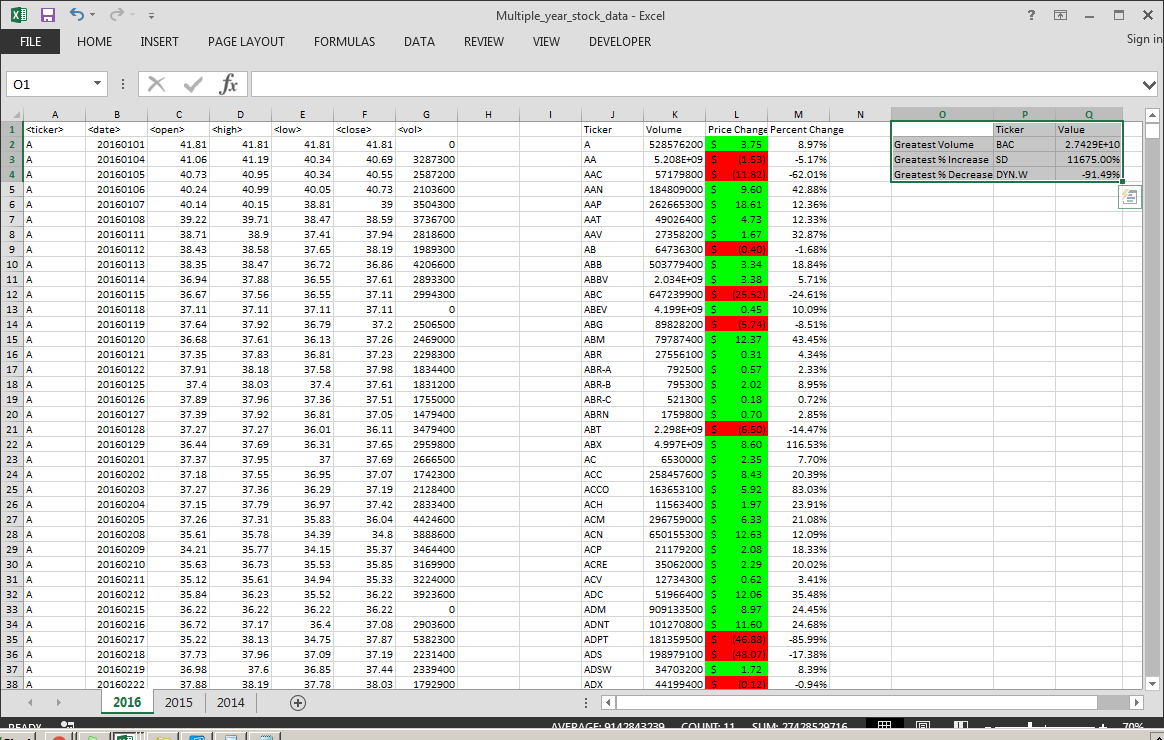 Multiple_year_stock_data - Excel
FILE HOME INSERT PAGE LAYOUT FORMULAS DATA REVIEW VIEW DEVELOPER Sign in
O1 fx
A B C D E F G H I J K L M N O P Q
1 <ticker> <date> <open> <high> <low> <close> <vol> Ticker Volume Price Change Percent Change Ticker Value
2 A 20160101 41.81 41.81 41.81 41.81 0 A 528576200 $ 3.75 8.97% Greatest Volume BAC 2.7429E+10
3 A 20160104 41.06 41.19 40.34 40.69 3287300 AA 5.208E+09 $ (1.53) -5.17% Greatest % Increase SD 11675.00%
4 A 20160105 40.73 40.95 40.34 40.55 2587200 AAC 57179800 $ (11.82) -62.01% Greatest % Decrease DYN.W -91.49%
5 A 20160106 40.24 40.99 40.05 40.73 2103600 AAN 184809000 $ 9.60 42.88%
6 A 20160107 40.14 40.15 38.81 39 3504300 AAP 262665300 $ 18.61 12.36%
7 A 20160108 39.22 39.71 38.47 38.59 3736700 AAT 49026400 $ 4.73 12.33%
8 A 20160111 38.71 38.9 37.41 37.94 2818600 AAV 27358200 $ 1.67 32.87%
9 A 20160112 38.43 38.58 37.65 38.19 1989300 AB 64736300 $ (0.40) -1.68%
10 A 20160113 38.35 38.47 36.72 36.86 4206600 ABB 503779400 $ 3.34 18.84%
11 A 20160114 36.94 37.88 36.55 37.61 2893300 ABBV 2.034E+09 $ 3.38 5.71%
12 A 20160115 36.67 37.56 36.55 37.11 2994300 ABC 647239900 $ (25.52) -24.61%
13 A 20160118 37.11 37.11 37.11 37.11 0 ABEV 4.199E+09 $ 0.45 10.09%
14 A 20160119 37.64 37.92 36.79 37.2 2506500 ABG 89828200 $ (5.74) -8.51%
15 A 20160120 36.68 37.61 36.13 37.26 2469000 ABM 79787400 $ 12.37 43.45%
16 A 20160121 37.35 37.83 36.81 37.23 2298300 ABR 27556100 $ 0.31 4.34%
17 A 20160122 37.91 38.18 37.58 37.98 1834400 ABR-A 792500 $ 0.57 2.33%
18 A 20160125 37.4 38.03 37.4 37.61 1831200 ABR-B 795300 $ 2.02 8.95%
19 A 20160126 37.89 37.96 37.36 37.51 1755000 ABR-C 521300 $ 0.18 0.72%
20 A 20160127 37.39 37.92 36.81 37.05 1479400 ABRN 1759800 $ 0.70 2.85%
21 A 20160128 37.27 37.27 36.01 36.11 3479400 ABT 2.298E+09 $ (6.50) -14.47%
22 A 20160129 36.44 37.69 36.31 37.65 2959800 ABX 4.997E+09 $ 8.60 116.53%
23 A 20160201 37.37 37.95 37 37.69 2666500 AC 6530000 $ 2.35 7.70%
24 A 20160202 37.18 37.55 36.95 37.07 1742300 ACC 258457600 $ 8.43 20.39%
25 A 20160203 37.27 37.36 36.29 37.19 2128400 ACCO 163653100 $ 5.92 83.03%
26 A 20160204 37.15 37.79 36.97 37.42 2833400 ACH 11563400 $ 1.97 23.91%
27 A 20160205 37.26 37.31 35.83 36.04 4424600 ACM 296759000 $ 6.33 21.08%
28 A 20160208 35.61 35.78 34.39 34.8 3888600 ACN 650155300 $ 12.63 12.09%
29 A 20160209 34.21 35.77 34.15 35.37 3464400 ACP 21179200 $ 2.08 18.33%
30 A 20160210 35.63 36.73 35.53 35.85 3169900 ACRE 35062000 $ 2.29 20.02%
31 A 20160211 35.12 35.61 34.94 35.33 3224000 ACV 12734300 $ 0.62 3.41%
32 A 20160212 35.84 36.23 35.52 36.22 3923600 ADC 51966400 $ 12.06 35.48%
33 A 20160215 36.22 36.22 36.22 36.22 0 ADM 909133500 $ 8.97 24.45%
34 A 20160216 36.72 37.17 36.4 37.08 2903600 ADNT 101270800 $ 11.60 24.68%
35 A 20160217 35.22 38.13 34.75 37.87 5382300 ADPT 181359500 $ (46.88) -85.99%
36 A 20160218 37.73 37.96 37.09 37.19 2231400 ADS 198979100 $ (48.07) -17.38%
37 A 20160219 36.98 37.6 36.85 37.44 2339400 ADSW 34703200 $ 1.72 8.39%
38 A 20160222 37.88 38.19 37.78 38.03 1792900 ADX 44199400 $ (0.12) -0.94%
2016 2015 2014
READY AVERAGE: 9142843239 COUNT: 11 SUM: 27428529716 70%